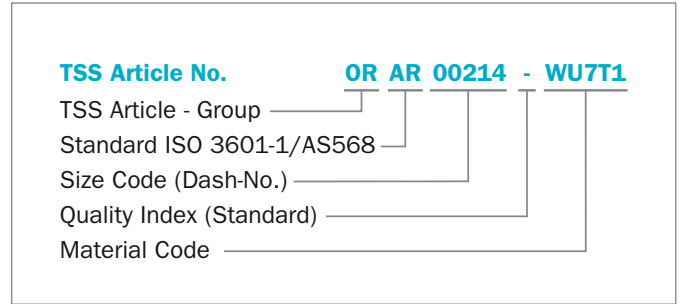 TSS Article No. OR AR 00214 - WU7T1
TSS Article - Group
Standard ISO 3601-1/AS568
Size Code (Dash-No.)
Quality Index (Standard)
Material Code